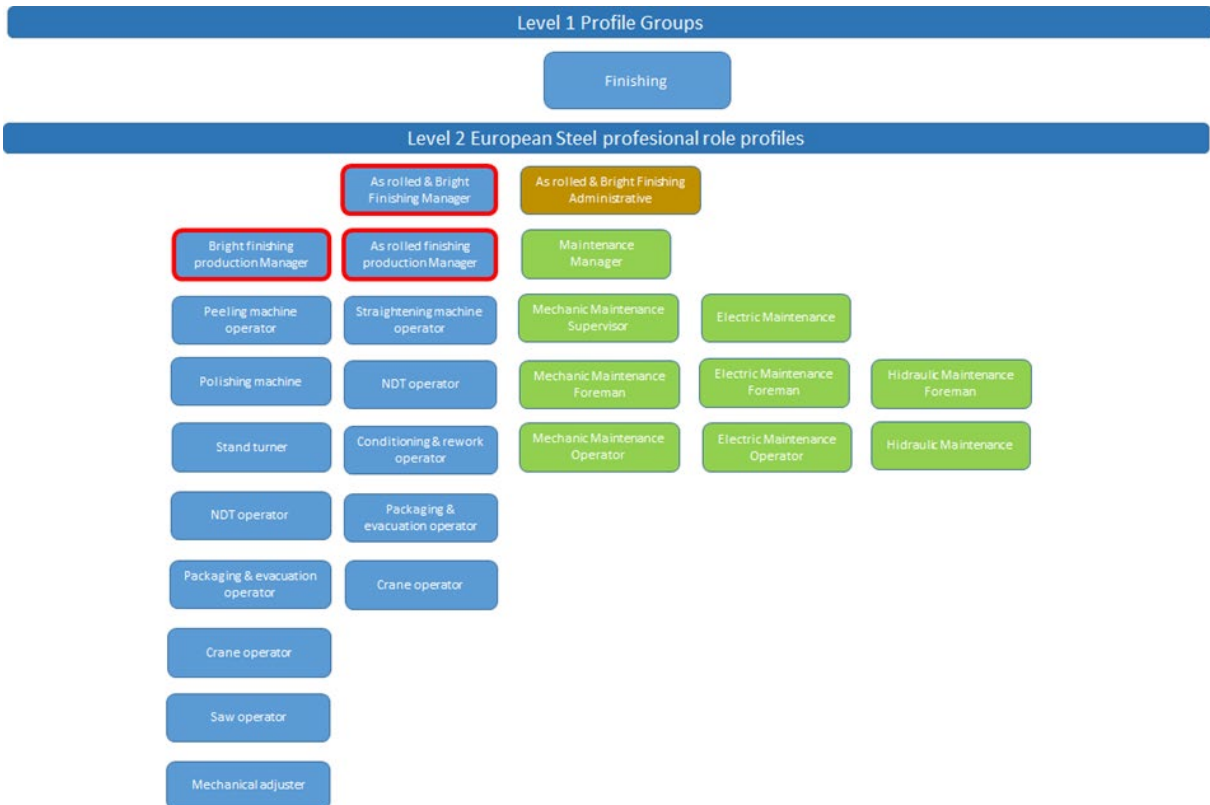 Level 1 Profile Groups
Finishing
Level 2 European Steel profesional role profiles
As rolled & Bright
Finishing Manager
As rolled & Bright Finishing
Administrative
Bright finishing
production Manager
As rolled finishing
production Manager
Maintenance
Manager
Peeling machine
operator
Straightening machine
operator
Mechanic Maintenance
Supervisor
Electric Maintenance
Polishing machine
NDT operator
Mechanic Maintenance
Foreman
Electric Maintenance
Foreman
Hidraulic Maintenance
Foreman
Stand turner
Conditioning & rework
operator
Mechanic Maintenance
Operator
Electric Maintenance
Operator
Hidraulic Maintenance
NDT operator
Packaging &
evacuation operator
Packaging & evacuation
operator
Crane operator
Crane operator
Saw operator
Mechanical adjuster